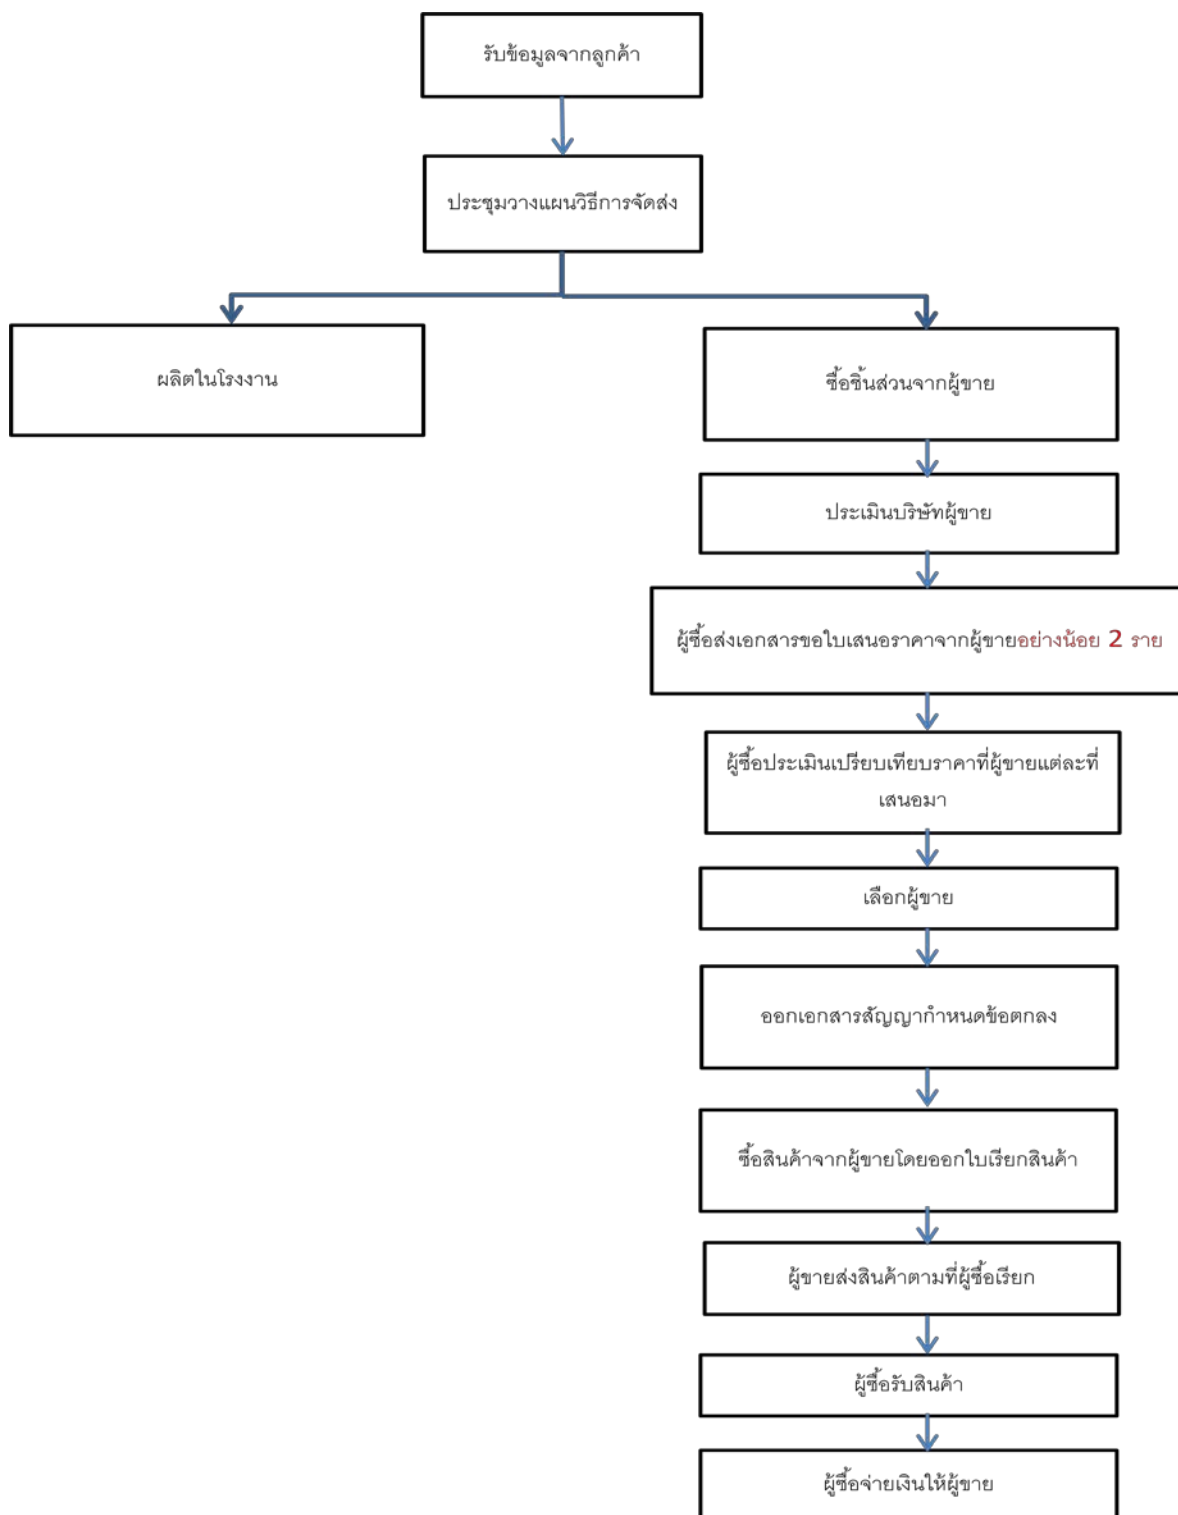 รับข้อมูลจากลูกค้า
ประชุมวางแผนวิธีการจัดส่ง
ผลิตในโรงงาน
ซื้อชิ้นส่วนจากผู้ขาย
ประเมินบริษัทผู้ขาย
ผู้ซื้อส่งเอกสารขอใบเสนอราคาจากผู้ขายอย่างน้อย 2 ราย
ผู้ซื้อประเมินเปรียบเทียบราคาที่ผู้ขายแต่ละที่
เสนอมา
เลือกผู้ขาย
ออกเอกสารสัญญากำหนดข้อตกลง
ซื้อสินค้าจากผู้ขายโดยออกใบเรียกสินค้า
ผู้ขายส่งสินค้าตามที่ผู้ซื้อเรียก
ผู้ซื้อรับสินค้า
ผู้ซื้อจ่ายเงินให้ผู้ขาย